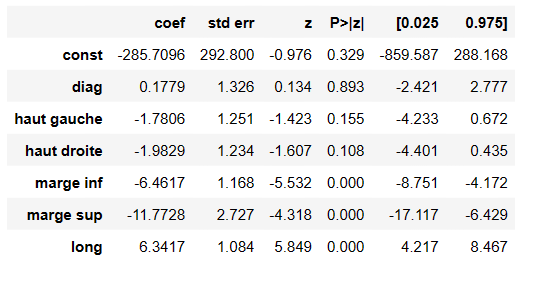 coef std err z P>|z| [0.025 0.975]
const -285.7096 292.800 -0.976 0.329 -859.587 288.168
diag 0.1779 1.326 0.134 0.893 -2.421 2.777
haut gauche -1.7806 1.251 -1.423 0.155 -4.233 0.672
haut droite -1.9829 1.234 -1.607 0.108 -4.401 0.435
marge inf -6.4617 1.168 -5.532 0.000 -8.751 -4.172
marge sup -11.7728 2.727 -4.318 0.000 -17.117 -6.429
long 6.3417 1.084 5.849 0.000 4.217 8.467